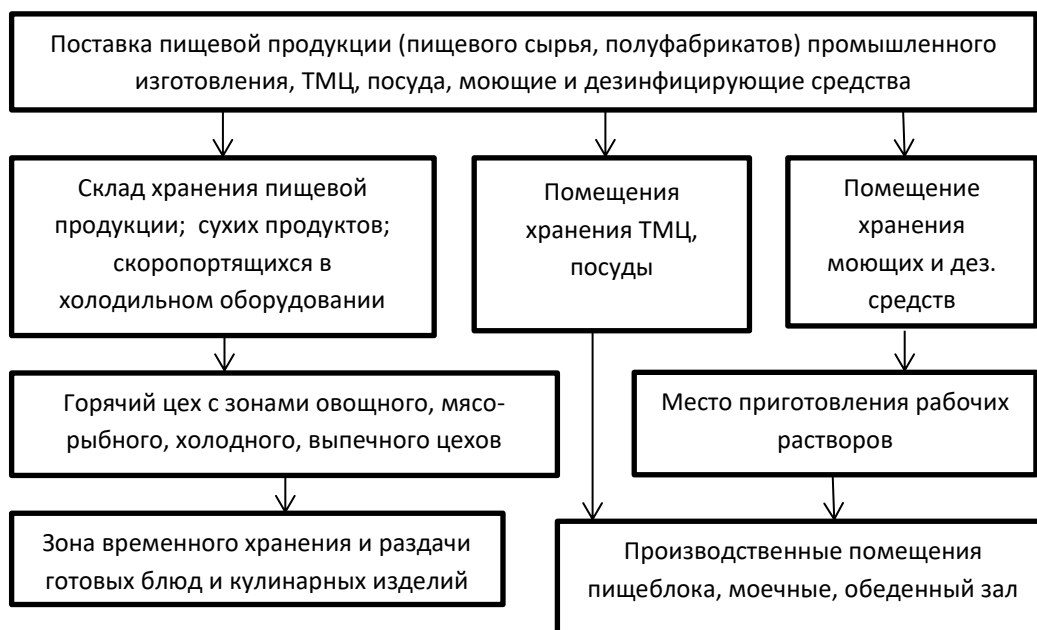 Поставка пищевой продукции (пищевого сырья, полуфабрикатов) промышленного
изготовления, ТМЦ, посуда, моющие и дезинфицирующие средства
Склад хранения пищевой
продукции; сухих продуктов;
скоропортящихся в
холодильном оборудовании
Помещения
хранения ТМЦ,
посуды
Помещение
хранения
моющих и дез.
средств
Горячий цех с зонами овощного, мясо-
рыбного, холодного, выпечного цехов
Место приготовления рабочих
растворов
Зона временного хранения и раздачи
готовых блюд и кулинарных изделий
Производственные помещения
пищеблока, моечные, обеденный зал